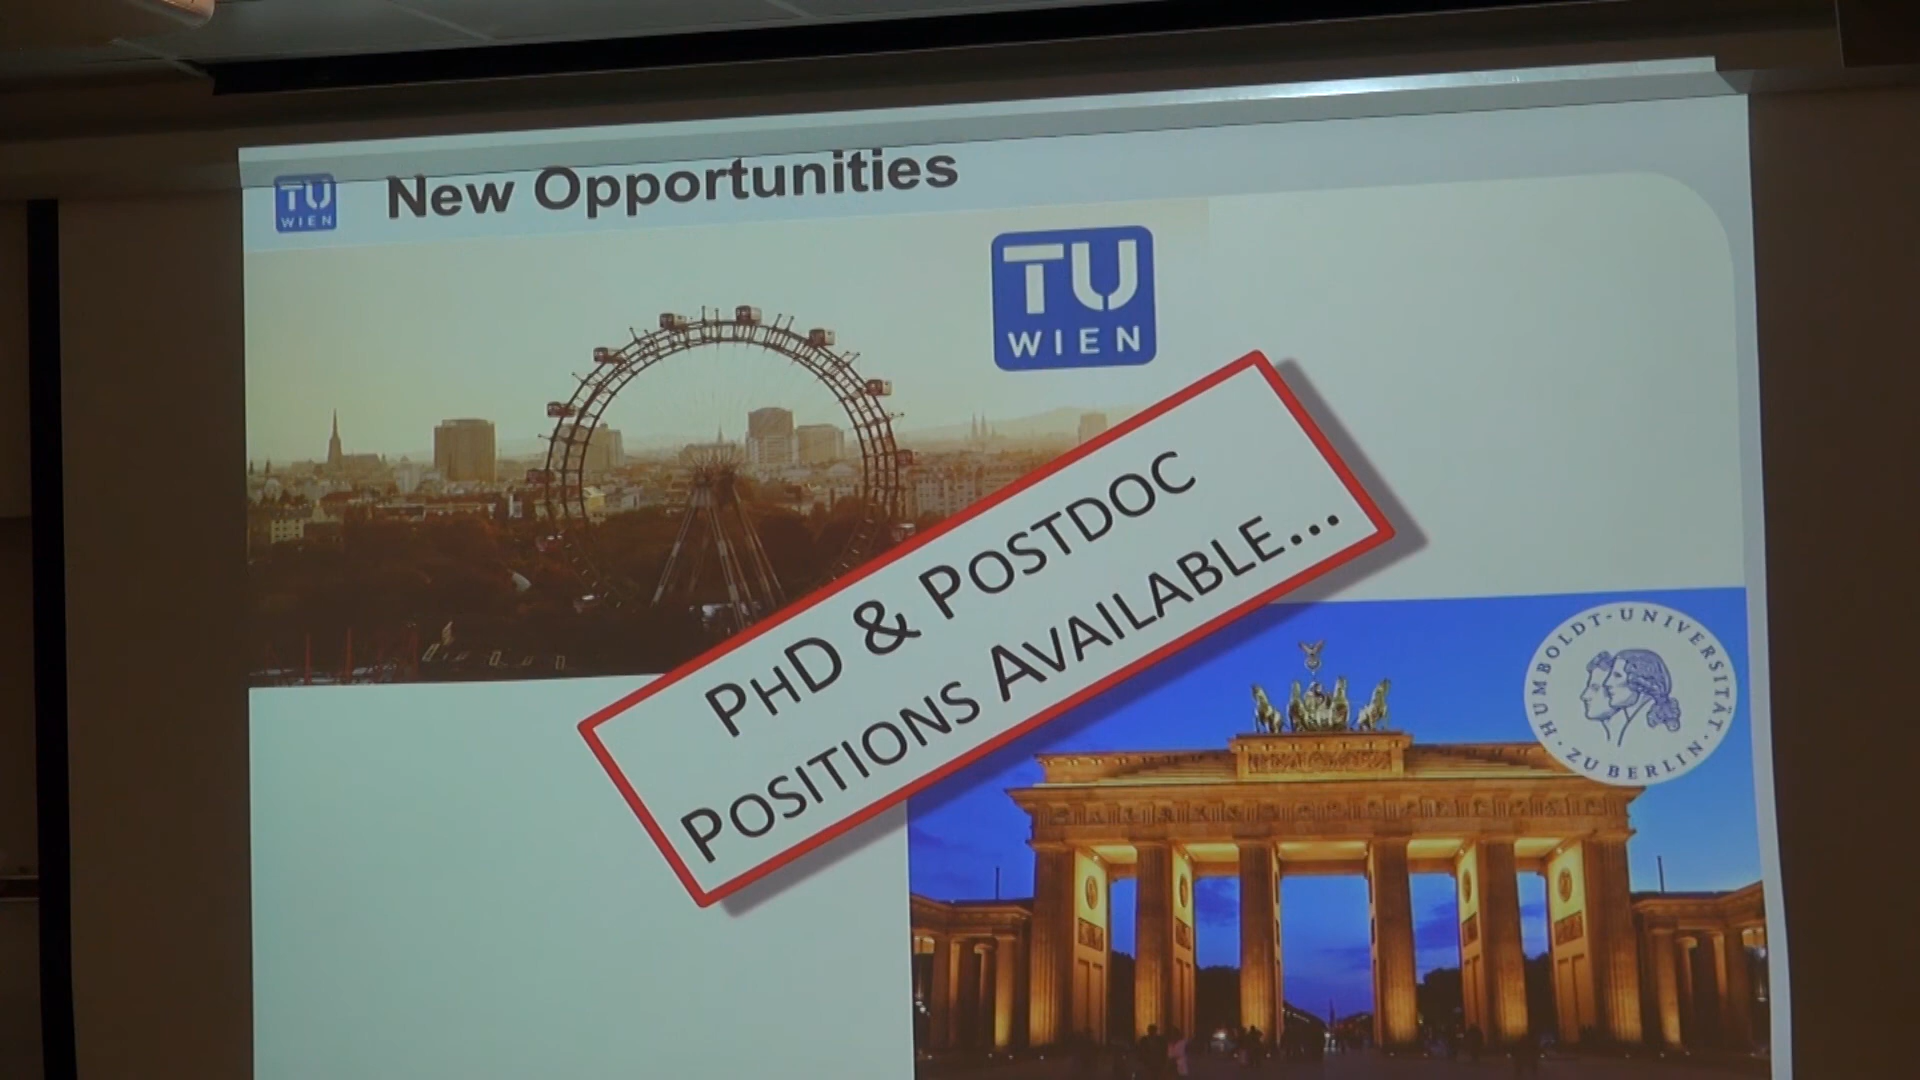 TU
WIEN
New Opportunities
TU
WIEN
PHD & POSTDOC
POSITIONS AVAILABLE...
HUMBOLDT-UNIVERSITÄT
· ZU BERLIN ·